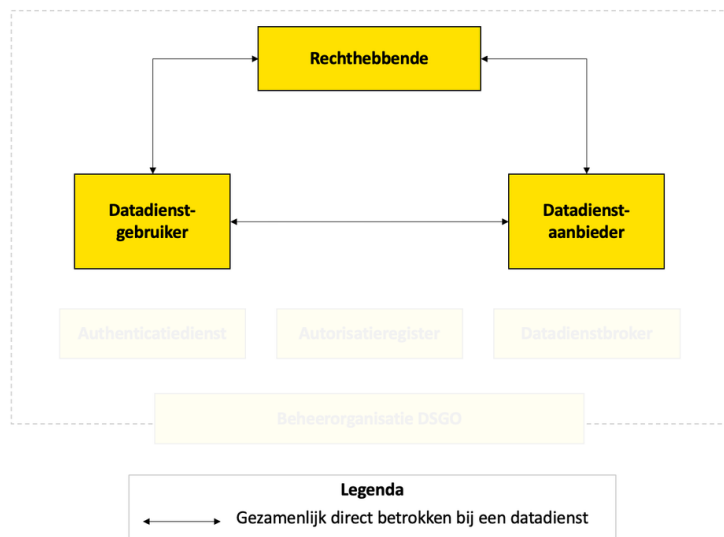 Rechthebbende
Datadienst-
gebruiker
Datadienst-
aanbieder
Authenticatiedienst
Autorisatieregister
Datadienstbroker
Beheerorganisatie DSGO
Legenda
Gezamenlijk direct betrokken bij een datadienst